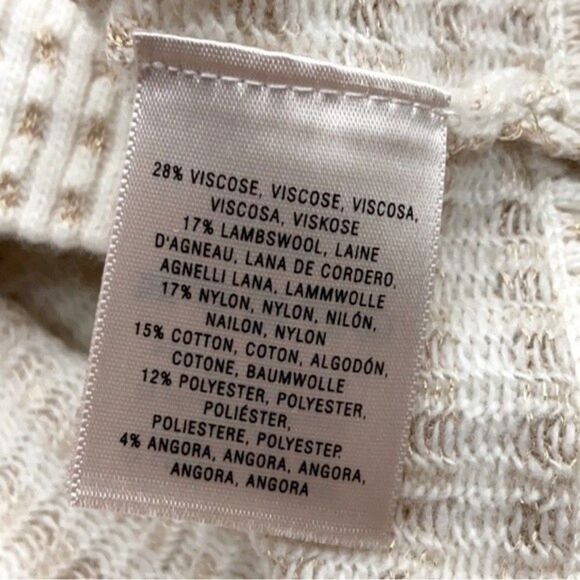 28% VISCOSE, VISCOSE, VISCOSA,
VISCOSA, VISKOSE
17% LAMBSWOOL, LAINE
D'AGNEAU, LANA DE CORDERO,
AGNELLI LANA, LAMMWOLLE
17% NYLON, NYLON, NILÓN,
NAILON, NYLON
15% COTTON, COTON, ALGODÓN,
COTONE, BAUMWOLLE
12% POLYESTER, POLYESTER,
POLIÉSTER,
POLIESTERE, POLYESTEP
4% ANGORA, ANGORA, ANGORA,
ANGORA, ANGORA